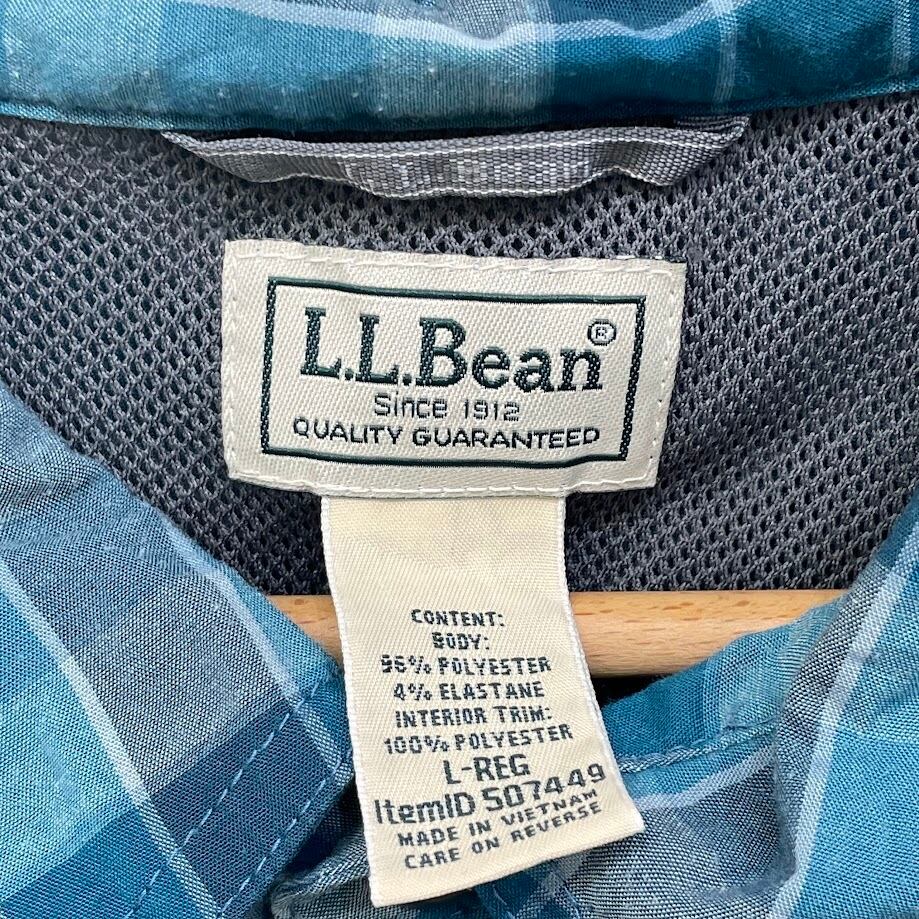 L.L.Bean®
Since 1912
QUALITY GUARANTEED
CONTENT:
BODY:
96% POLYESTER
4% ELASTANE
INTERIOR TRIM:
100% POLYESTER
L-REG
ItemID 507449
MADE IN VIETNAM
CARE ON REVERSE